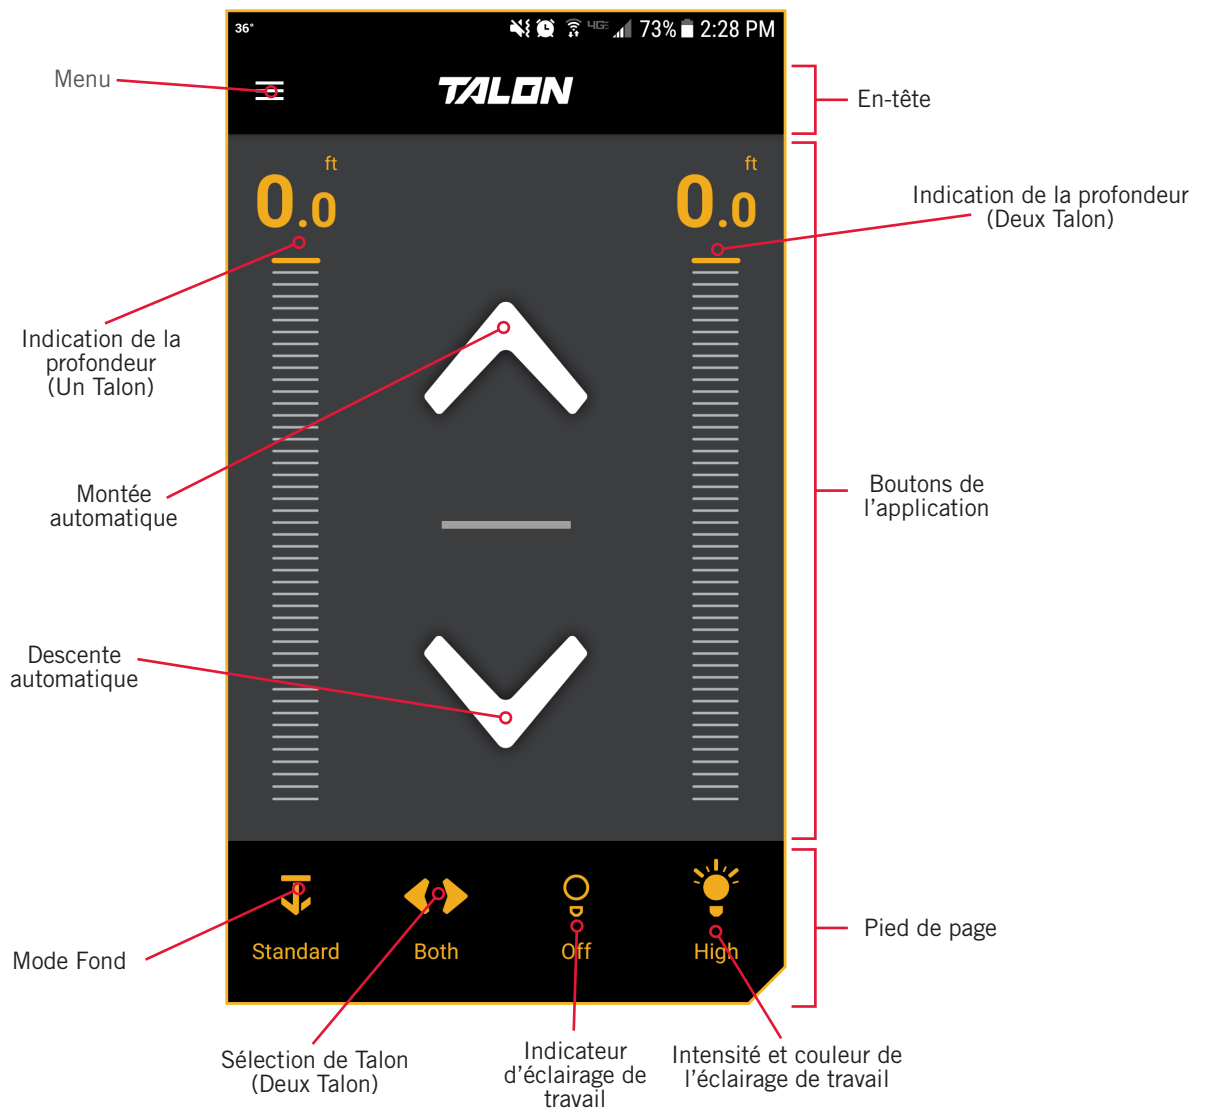 36°
4G
73%
2:28 PM
Menu
TALON
En-tête
ft
0.0
ft
0.0
Indication de la profondeur
(Deux Talon)
Indication de la
profondeur
(Un Talon)
Montée
automatique
Boutons de
l’application
Descente
automatique
Mode Fond
Standard
Both
Off
High
Pied de page
Sélection de Talon
(Deux Talon)
Indicateur
d’éclairage de
travail
Intensité et couleur de
l’éclairage de travail